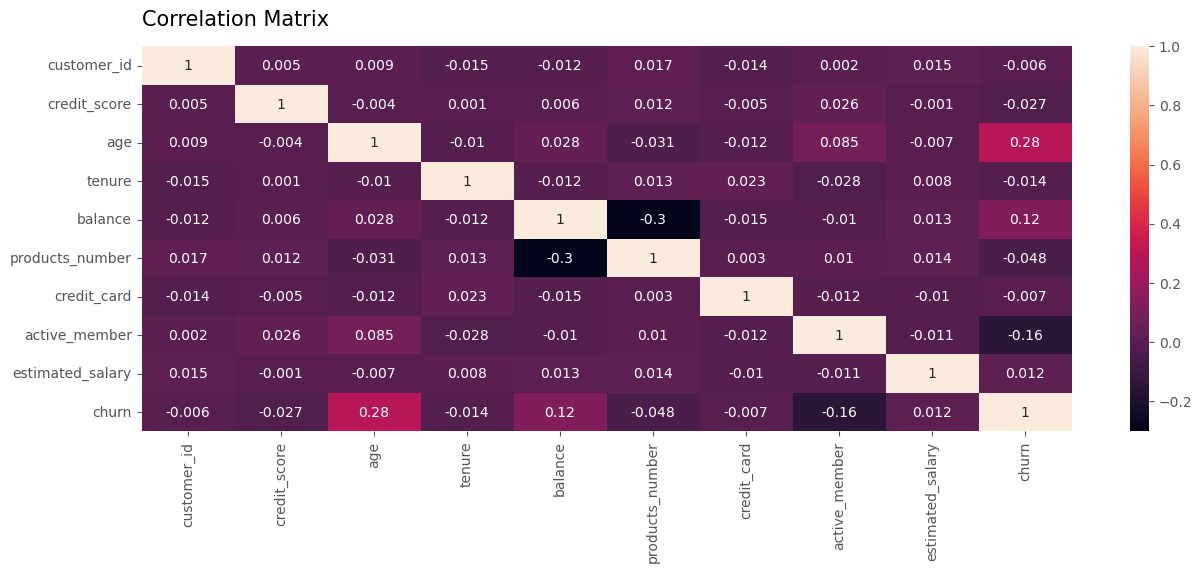 Correlation Matrix
customer_id 1 0.005 0.009 -0.015 -0.012 0.017 -0.014 0.002 0.015 -0.006
credit_score 0.005 1 -0.004 0.001 0.006 0.012 -0.005 0.026 -0.001 -0.027
age 0.009 -0.004 1 -0.01 0.028 -0.031 -0.012 0.085 -0.007 0.28
tenure -0.015 0.001 -0.01 1 -0.012 0.013 0.023 -0.028 0.008 -0.014
balance -0.012 0.006 0.028 -0.012 1 -0.3 -0.015 -0.01 0.013 0.12
products_number 0.017 0.012 -0.031 0.013 -0.3 1 0.003 0.01 0.014 -0.048
credit_card -0.014 -0.005 -0.012 0.023 -0.015 0.003 1 -0.012 -0.01 -0.007
active_member 0.002 0.026 0.085 -0.028 -0.01 0.01 -0.012 1 -0.011 -0.16
estimated_salary 0.015 -0.001 -0.007 0.008 0.013 0.014 -0.01 -0.011 1 0.012
churn -0.006 -0.027 0.28 -0.014 0.12 -0.048 -0.007 -0.16 0.012 1
customer_id
credit_score
age
tenure
balance
products_number
credit_card
active_member
estimated_salary
churn
1.0
0.8
0.6
0.4
0.2
0.0
−0.2